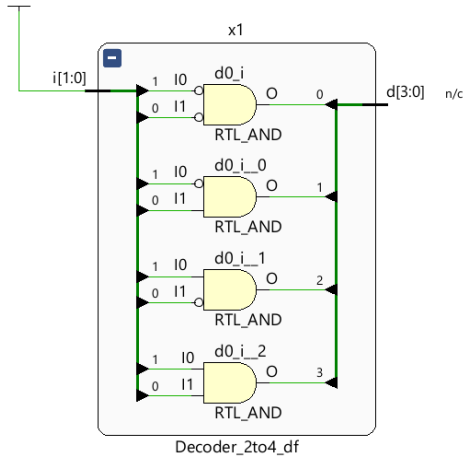 x1
i[1:0]
d[3:0]
n/c
d0_i
1 I0
0 I1
O 0
RTL_AND
d0_i__0
1 I0
0 I1
O 1
RTL_AND
d0_i__1
1 I0
0 I1
O 2
RTL_AND
d0_i__2
1 I0
0 I1
O 3
RTL_AND
Decoder_2to4_df